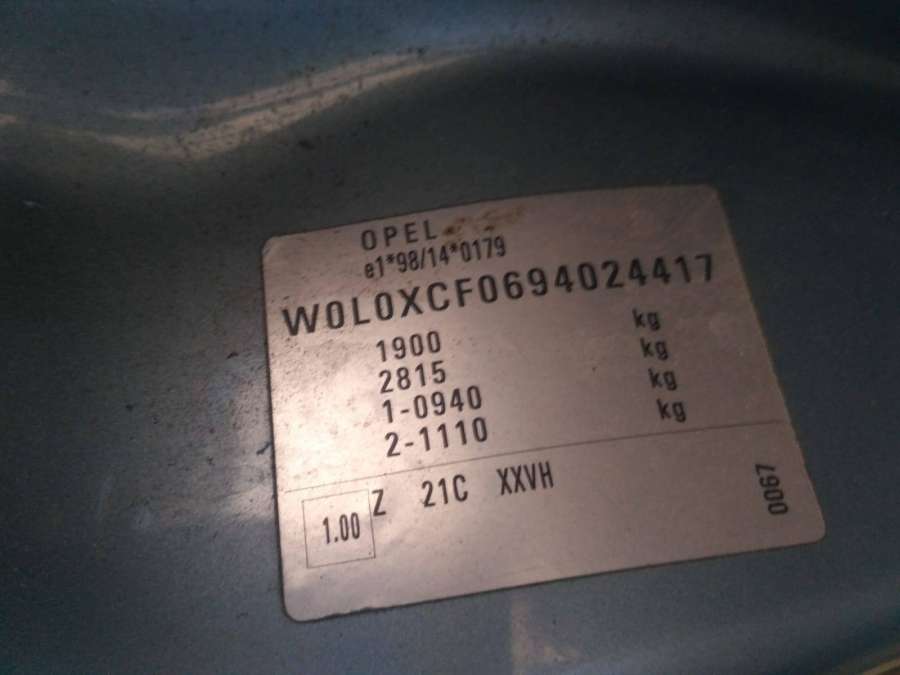 OPEL
e1*98/14*0179
W0L0XCF0694024417
1900 kg
2815 kg
1-0940 kg
2-1110 kg
1.00 Z 21C XXVH
0067